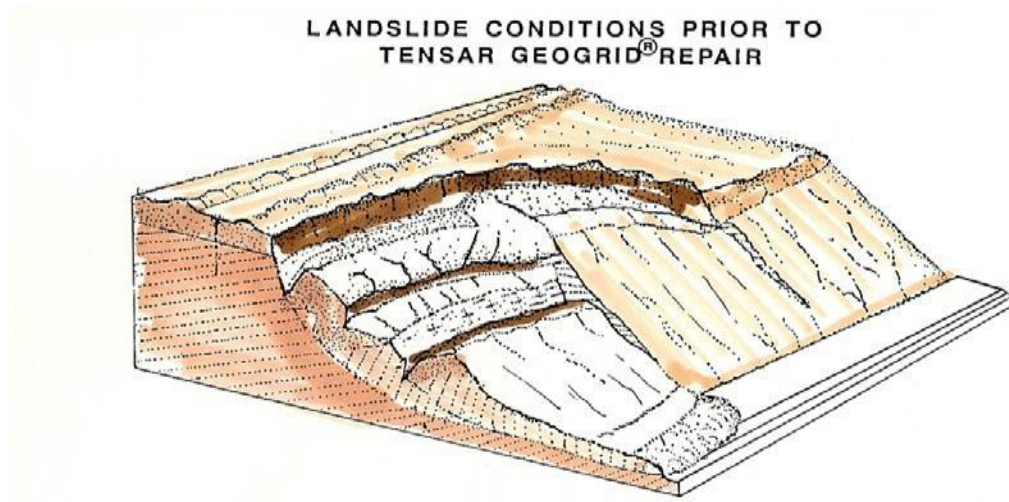 LANDSLIDE CONDITIONS PRIOR TO
TENSAR GEOGRID® REPAIR